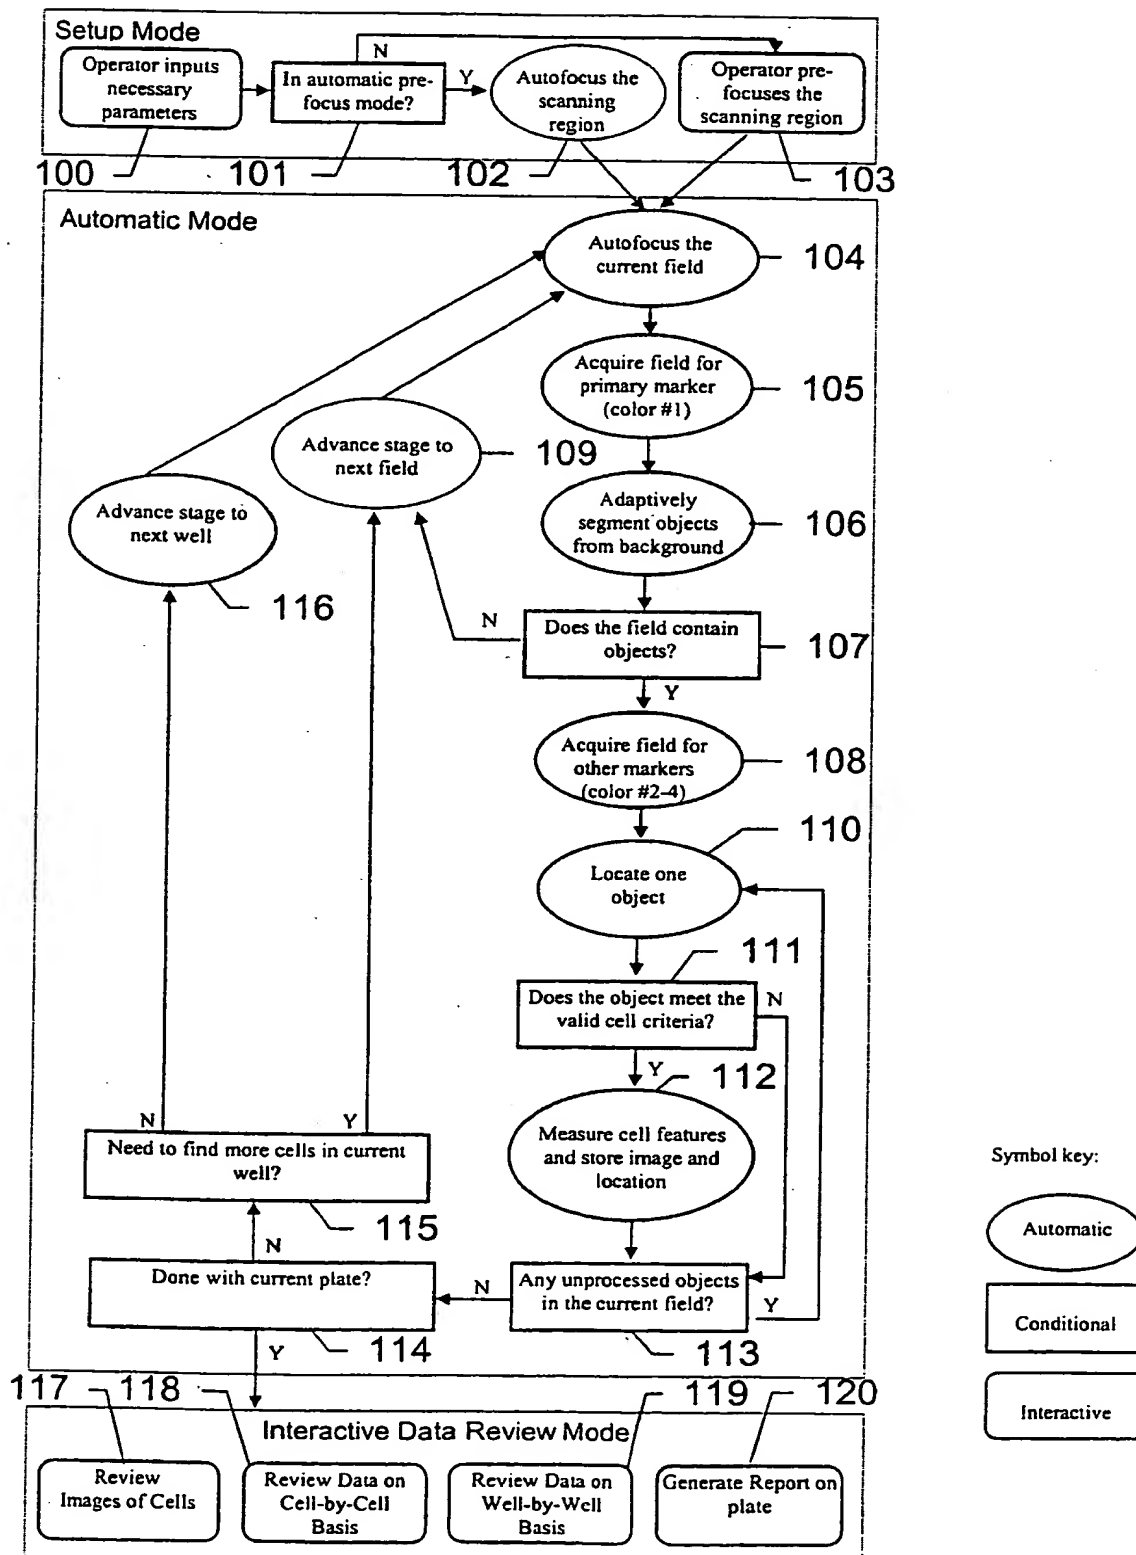 Setup Mode
Operator inputs
necessary
parameters
N
In automatic pre-
focus mode?
Y
Autofocus the
scanning
region
Operator pre-
focuses the
scanning region
100
101
102
103
Automatic Mode
Autofocus the
current field
104
Acquire field for
primary marker
(color #1)
105
Advance stage to
next field
109
Advance stage to
next well
116
Adaptively
segment objects
from background
106
N
Does the field contain
objects?
107
Y
Acquire field for
other markers
(color #2-4)
108
110
Locate one
object
111
Does the object meet the
valid cell criteria?
N
Y
112
Measure cell features
and store image and
location
N
Y
Need to find more cells in current
well?
115
N
Done with current plate?
N
Any unprocessed objects
in the current field?
Y
Y
114
113
117
118
119
120
Interactive Data Review Mode
Review
Images of Cells
Review Data on
Cell-by-Cell
Basis
Review Data on
Well-by-Well
Basis
Generate Report on
plate
Symbol key:
Automatic
Conditional
Interactive